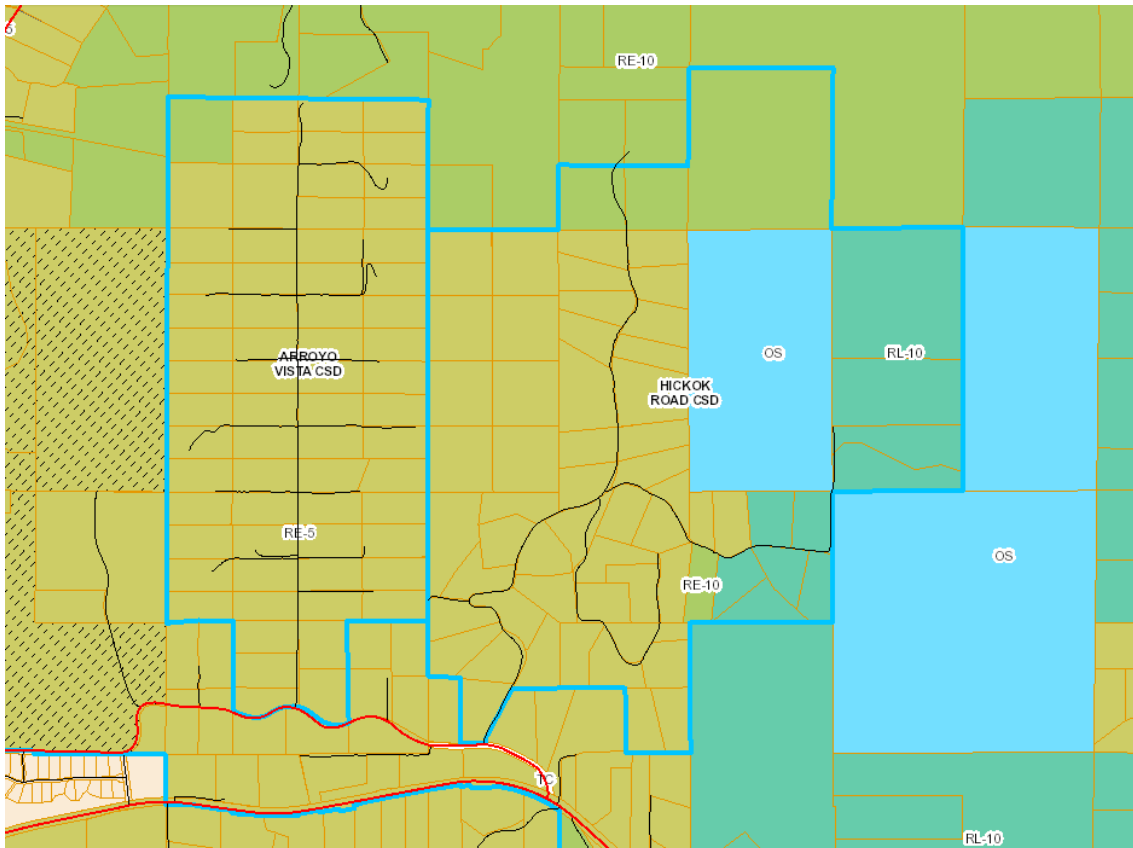 5
RE-10
ARROYO
VISTA CSD
OS
RL-10
HICKOK
ROAD CSD
RE-5
OS
RE-10
TC
RL-10